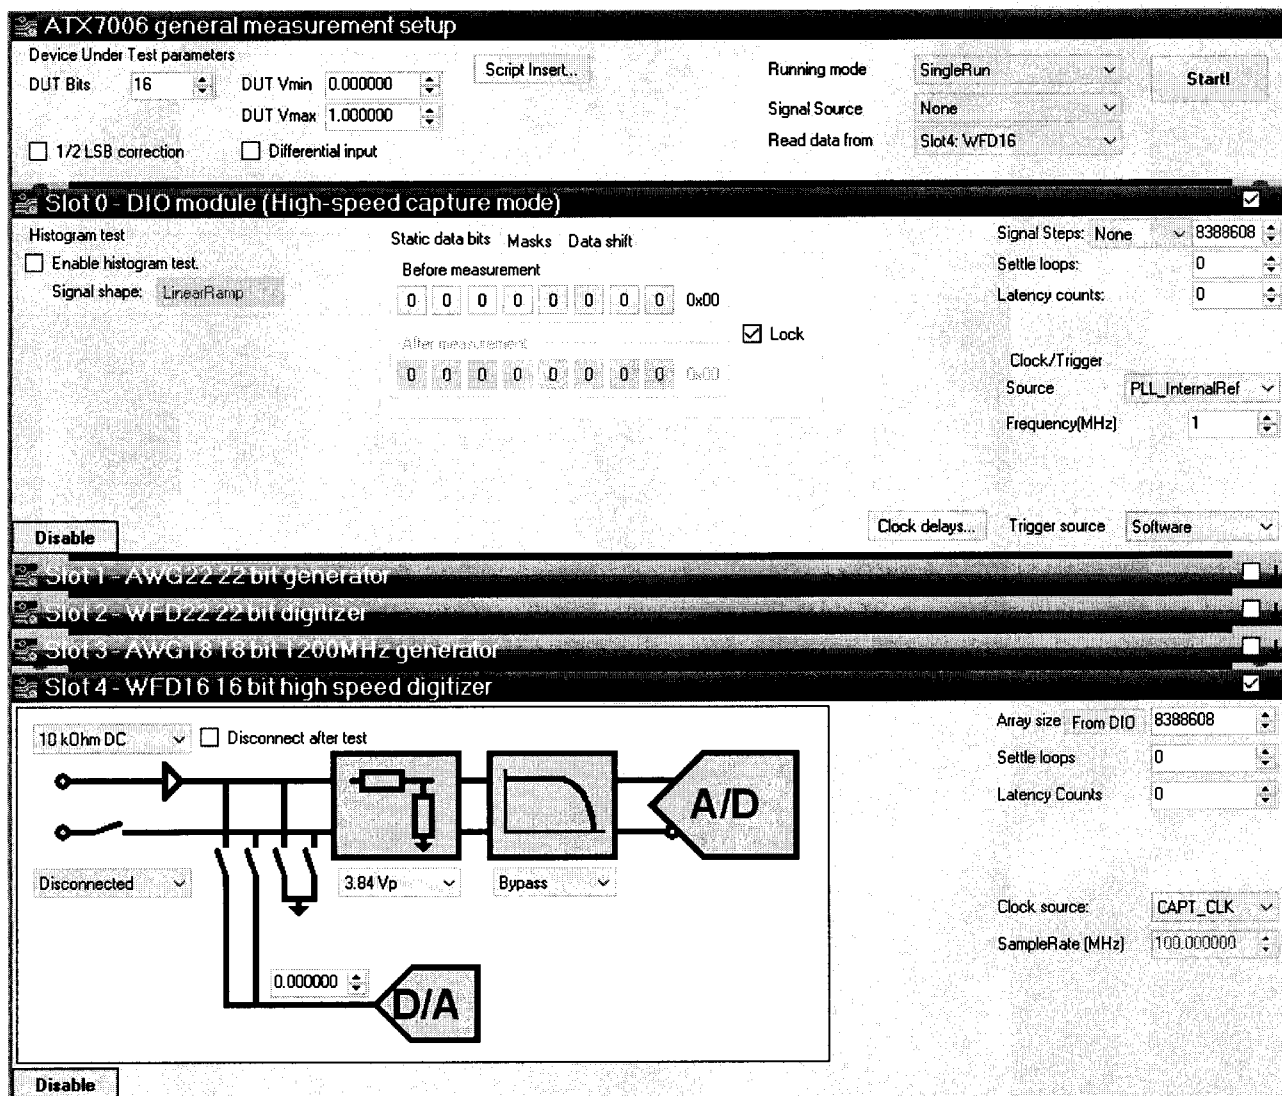 ATX7006 general measurement setup
Device Under Test parameters
DUT Bits 16 DUT Vmin 0.000000 Script Insert... Running mode SingleRun Start!
DUT Vmax 1.000000 Signal Source None
1/2 LSB correction Differential input Read data from Slot4: WFD16
Slot 0 - DIO module (High-speed capture mode)
Histogram test Static data bits Masks Data shift Signal Steps: None 8388608
Enable histogram test. Before measurement Settle loops: 0
Signal shape: LinearRamp 0 0 0 0 0 0 0 0 0x00 Latency counts: 0
Lock
After measurement
0 0 0 0 0 0 0 0 0x00
Clock/Trigger
Source PLL_InternalRef
Frequency(MHz) 1
Disable Clock delays... Trigger source Software
Slot 1 - AWG22 22 bit generator
Slot 2 - WFD22 22 bit digitizer
Slot 3 - AWG18 18 bit 1200MHz generator
Slot 4 - WFD16 16 bit high speed digitizer
10 kOhm DC Disconnect after test Array size From DIO 8388608
Settle loops 0
Latency Counts 0
A/D
Disconnected 3.84 Vp Bypass
Clock source: CAPT_CLK
SampleRate (MHz) 100.000000
0.000000
D/A
Disable